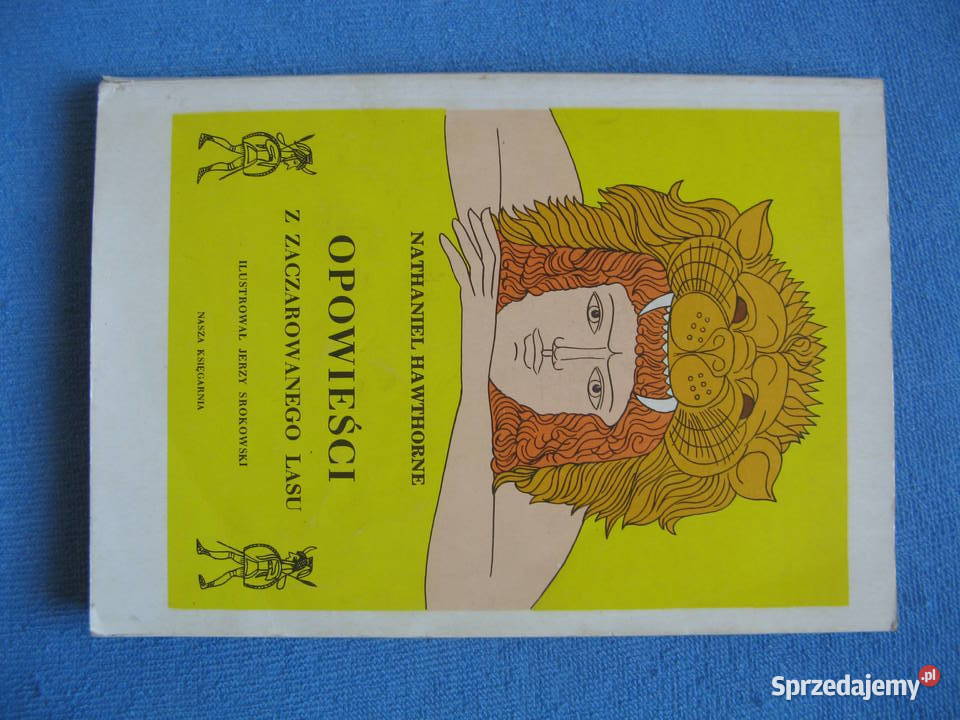 NATHANIEL HAWTHORNE
OPOWIEŚCI
Z ZACZAROWANEGO LASU
ILUSTROWAŁ JERZY SROKOWSKI
NASZA KSIĘGARNIA
Sprzedajemy.pl